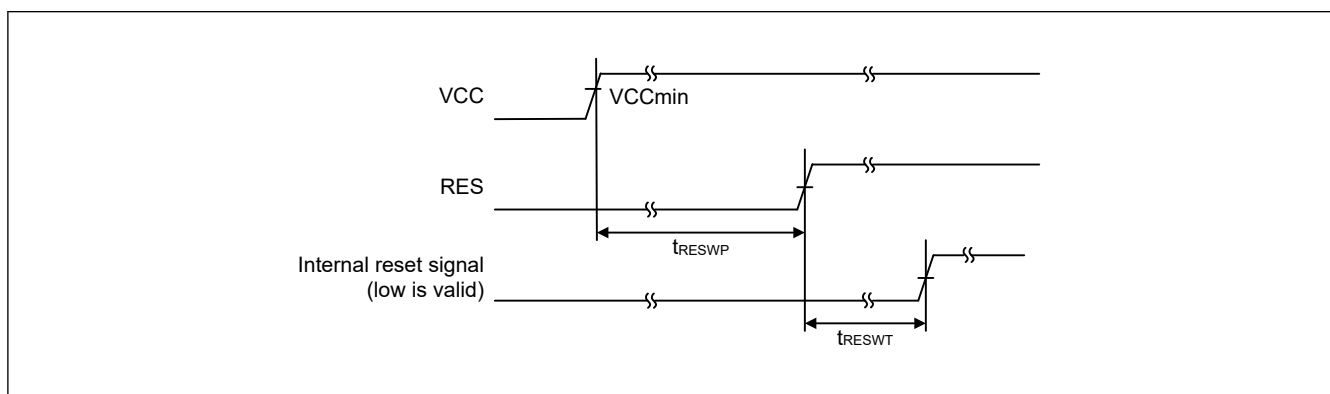 VCC
VCCmin
RES
tRESWP
Internal reset signal
(low is valid)
tRESWT